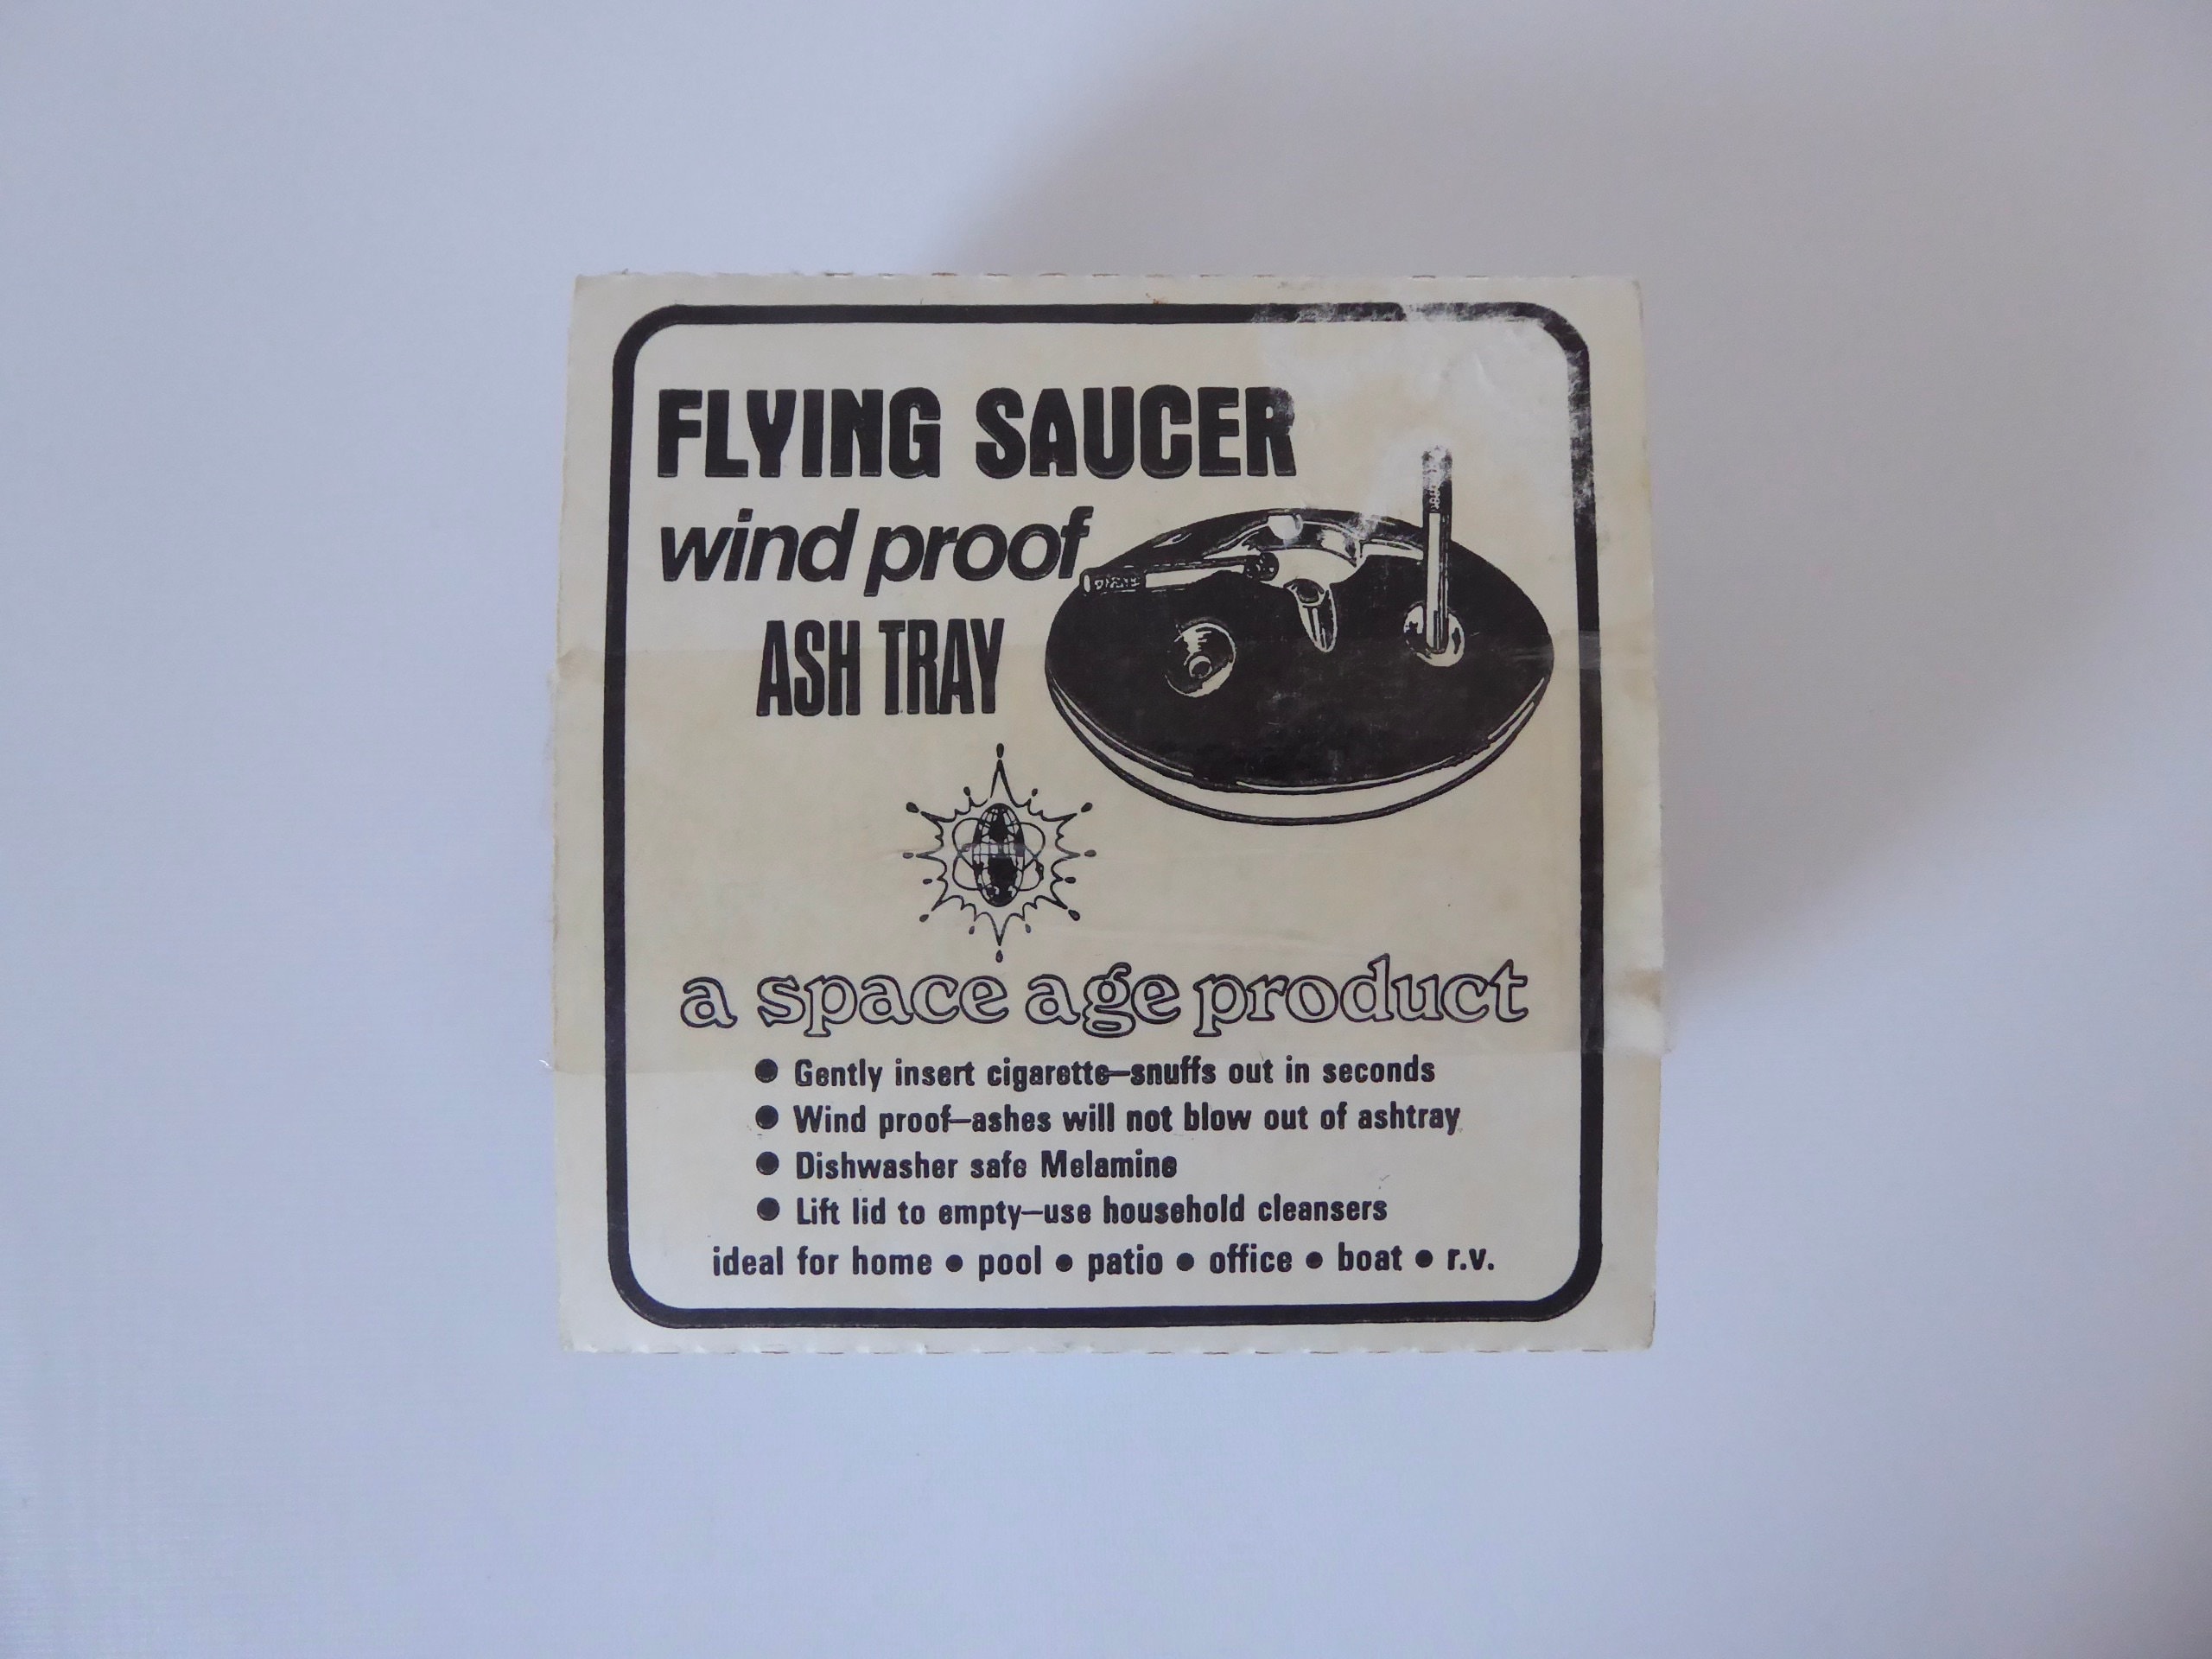 FLYING SAUCER
wind proof
ASH TRAY
a space age product
● Gently insert cigarette—snuffs out in seconds
● Wind proof—ashes will not blow out of ashtray
● Dishwasher safe Melamine
● Lift lid to empty—use household cleansers
ideal for home ● pool ● patio ● office ● boat ● r.v.